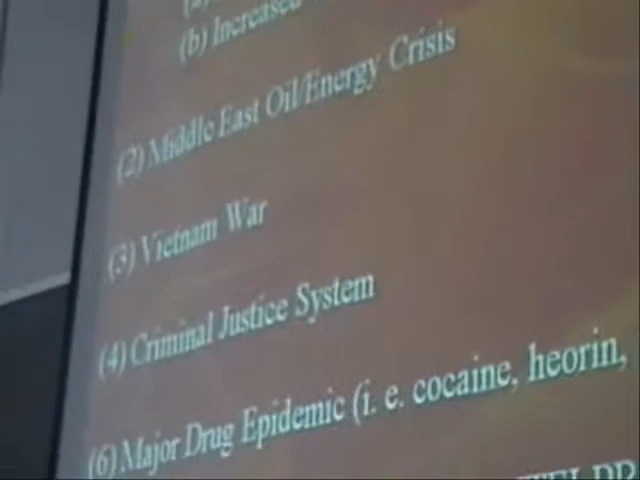 (b) Increased
(2) Middle East Oil/Energy Crisis
(3) Vietnam War
(4) Criminal Justice System
(6) Major Drug Epidemic (i. e. cocaine, heorin,